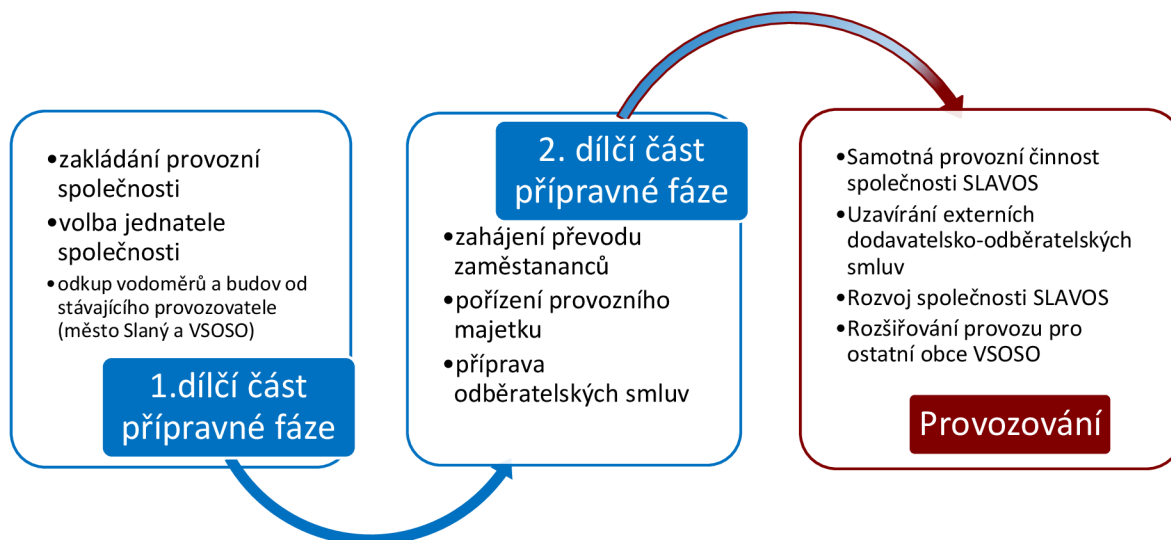 •zakládání provozní
společnosti
•volba jednatele
společnosti
•odkup vodoměrů a budov od
stávajícího provozovatele
(město Slaný a VSOSO)
1.dílčí část
přípravné fáze
2. dílčí část
přípravné fáze
•zahájení převodu
zaměstananců
•pořízení provozního
majetku
•příprava
odběratelských smluv
•Samotná provozní činnost
společnosti SLAVOS
•Uzavírání externích
dodavatelsko-odběratelských
smluv
•Rozvoj společnosti SLAVOS
•Rozšiřování provozu pro
ostatní obce VSOSO
Provozování